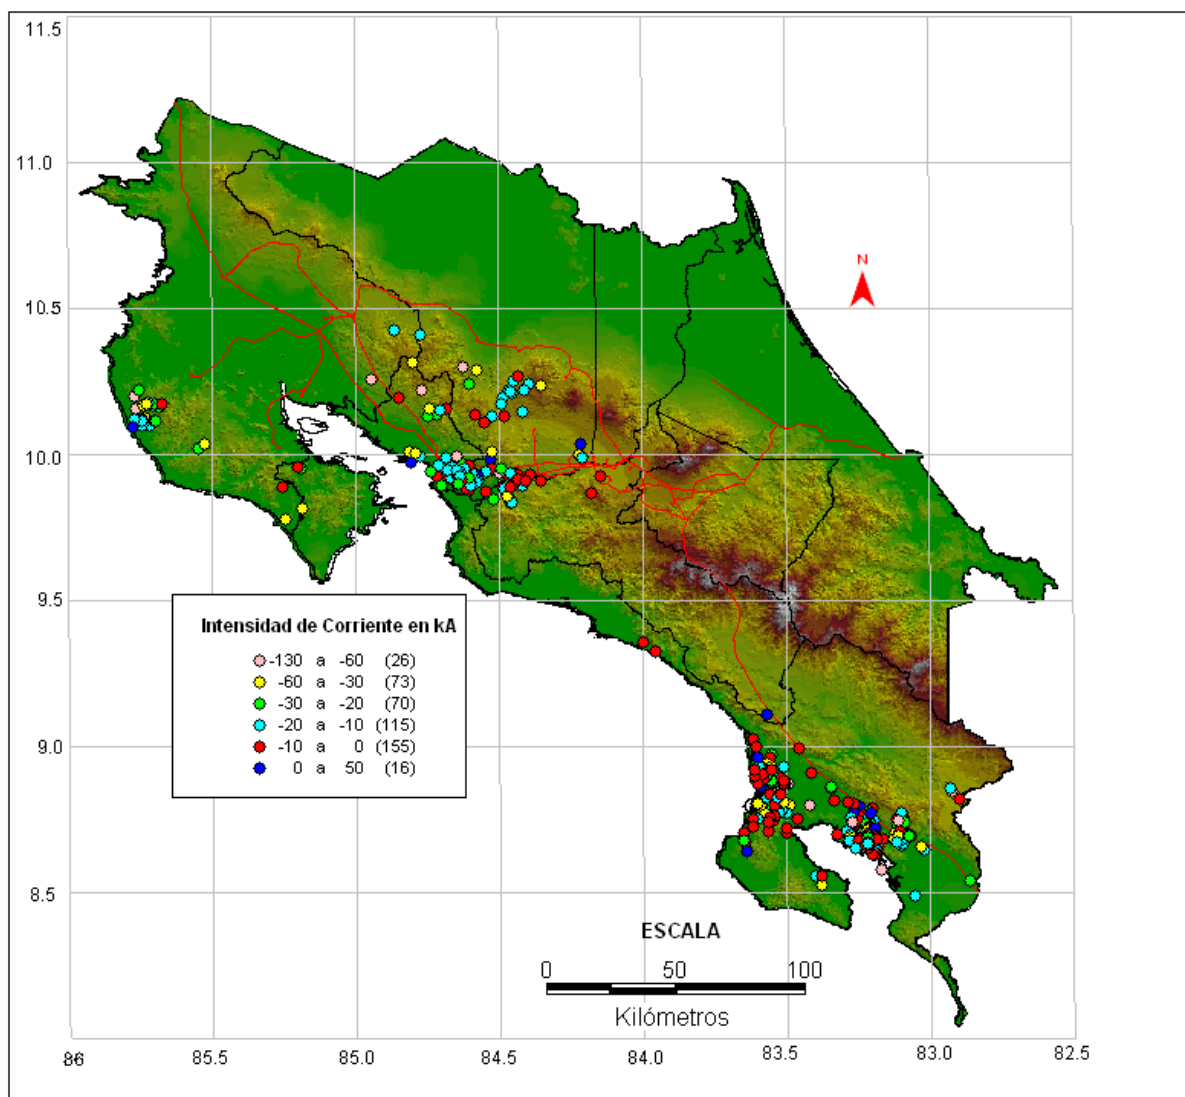 11.5
11.0
N
10.5
10.0
9.5
Intensidad de Corriente en kA
-130 a -60 (26)
-60 a -30 (73)
-30 a -20 (70)
-20 a -10 (115)
-10 a 0 (155)
0 a 50 (16)
9.0
8.5
ESCALA
0 50 100
Kilómetros
86 85.5 85.0 84.5 84.0 83.5 83.0 82.5